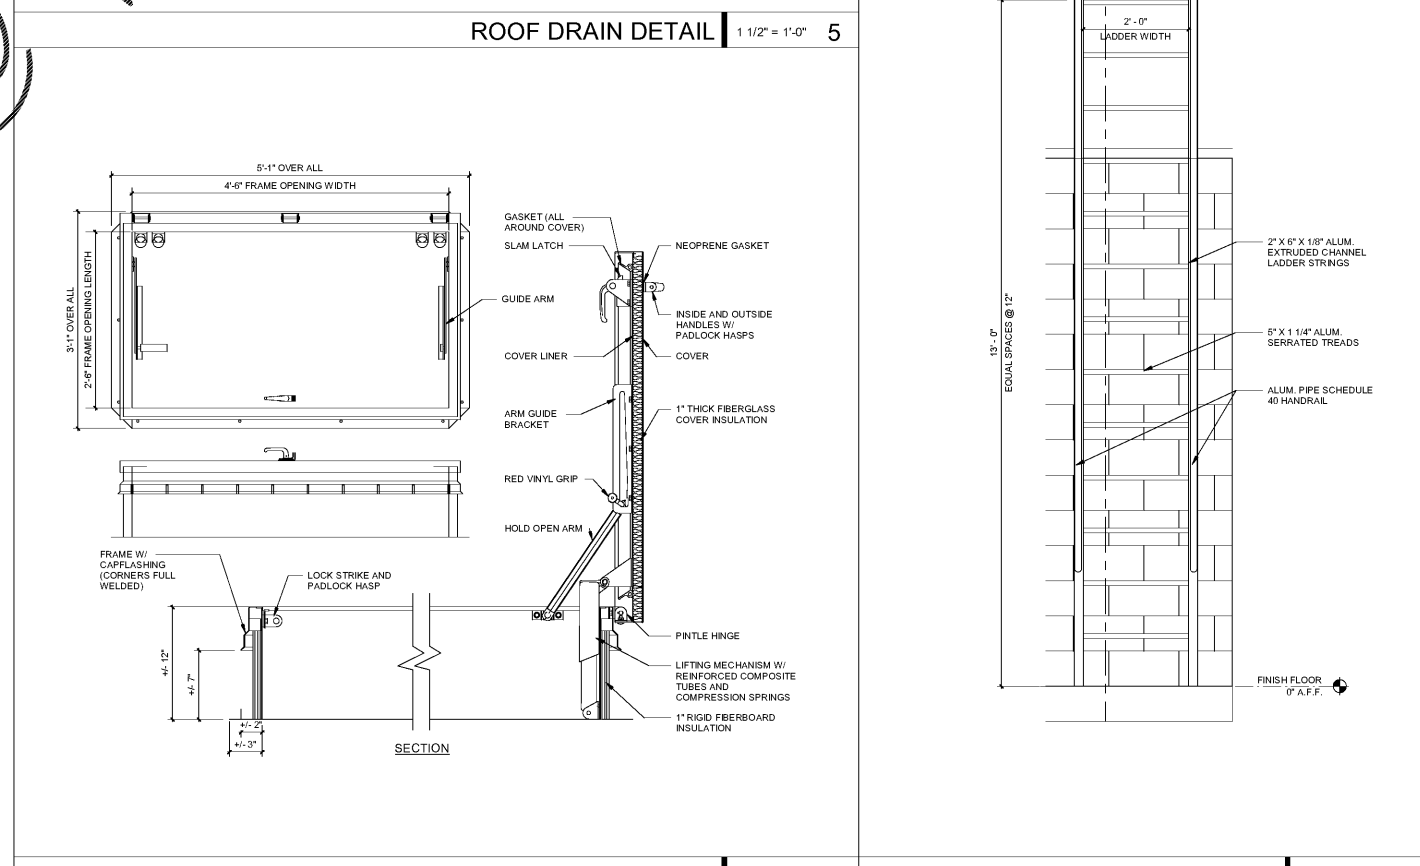 ROOF DRAIN DETAIL
1 1/2" = 1'-0"
5
5'-1" OVER ALL
4'-6" FRAME OPENING WIDTH
3'-1" OVER ALL
2'-6" FRAME OPENING LENGTH
GUIDE ARM
GASKET (ALL
AROUND COVER)
SLAM LATCH
NEOPRENE GASKET
INSIDE AND OUTSIDE
HANDLES W/
PADLOCK HASPS
COVER LINER
COVER
ARM GUIDE
BRACKET
1" THICK FIBERGLASS
COVER INSULATION
RED VINYL GRIP
HOLD OPEN ARM
FRAME W/
CAPFLASHING
(CORNERS FULL
WELDED)
LOCK STRIKE AND
PADLOCK HASP
PINTLE HINGE
LIFTING MECHANISM W/
REINFORCED COMPOSITE
TUBES AND
COMPRESSION SPRINGS
1" RIGID FIBERBOARD
INSULATION
+/- 12"
+/- 7"
+/- 2"
+/- 3"
SECTION
2' - 0"
LADDER WIDTH
13' - 0"
EQUAL SPACES @ 12"
2" X 6" X 1/8" ALUM.
EXTRUDED CHANNEL
LADDER STRINGS
5" X 1 1/4" ALUM.
SERRATED TREADS
ALUM. PIPE SCHEDULE
40 HANDRAIL
FINISH FLOOR
0" A.F.F.